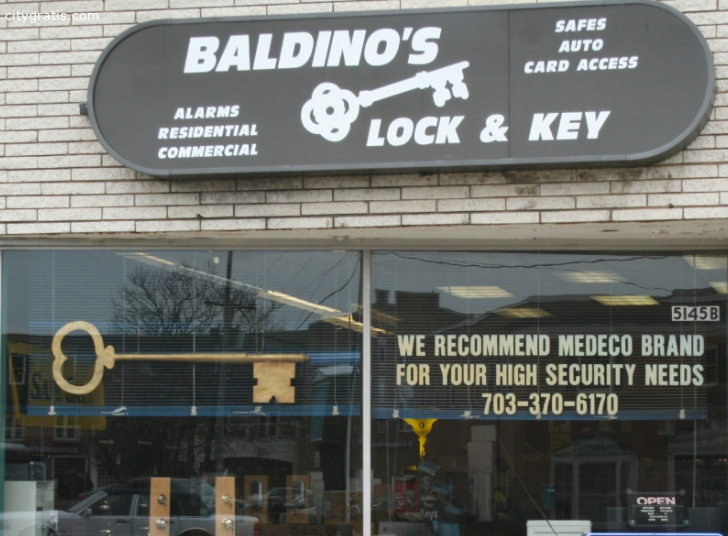 citygratis.com
BALDINO'S
LOCK & KEY
ALARMS
RESIDENTIAL
COMMERCIAL
SAFES
AUTO
CARD ACCESS
5145B
WE RECOMMEND MEDECO BRAND
FOR YOUR HIGH SECURITY NEEDS
703-370-6170
OPEN